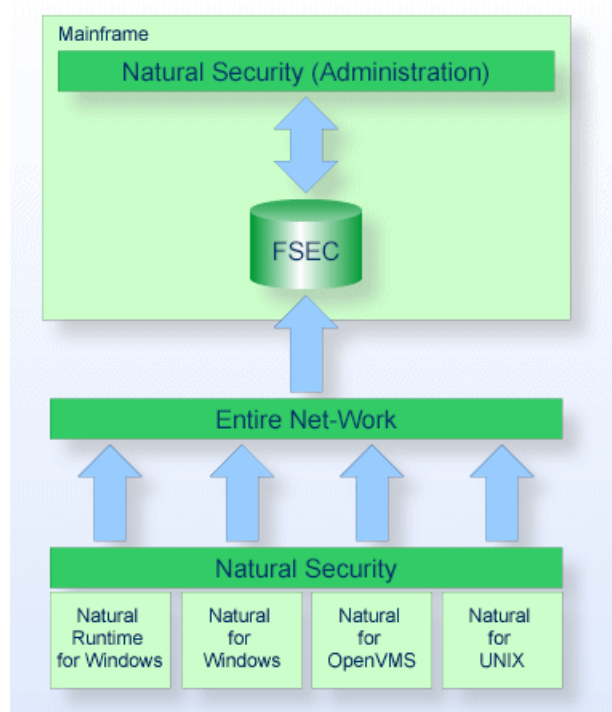 Mainframe
Natural Security (Administration)
FSEC
Entire Net-Work
Natural Security
Natural
Runtime
for Windows
Natural
for
Windows
Natural
for
OpenVMS
Natural
for
UNIX